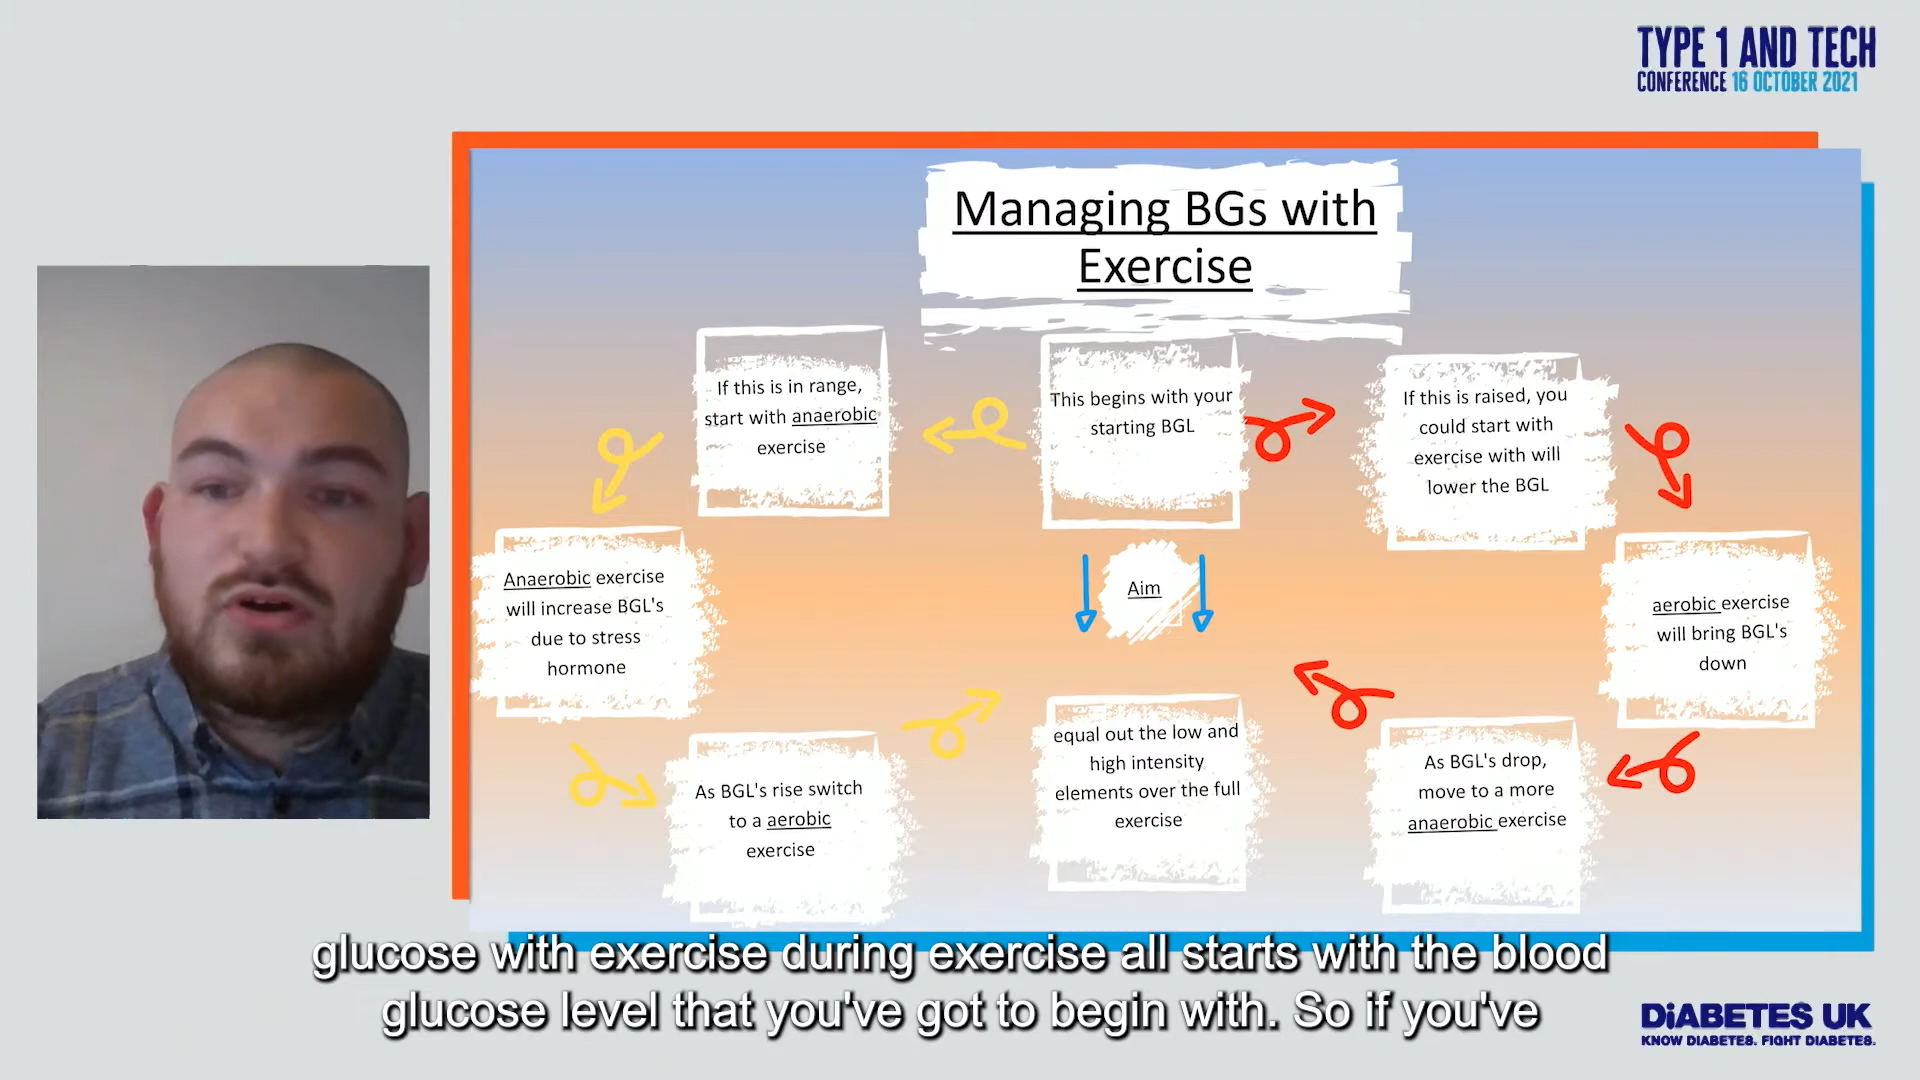 TYPE 1 AND TECH
CONFERENCE 16 OCTOBER 2021
Managing BGs with
Exercise
If this is in range,
start with anaerobic
exercise
This begins with your
starting BGL
If this is raised, you
could start with
exercise with will
lower the BGL
Anaerobic exercise
will increase BGL's
due to stress
hormone
Aim
aerobic exercise
will bring BGL's
down
As BGL's rise switch
to a aerobic
exercise
equal out the low and
high intensity
elements over the full
exercise
As BGL's drop,
move to a more
anaerobic exercise
glucose with exercise during exercise all starts with the blood
glucose level that you've got to begin with. So if you've
DiABETES UK
KNOW DIABETES. FIGHT DIABETES.